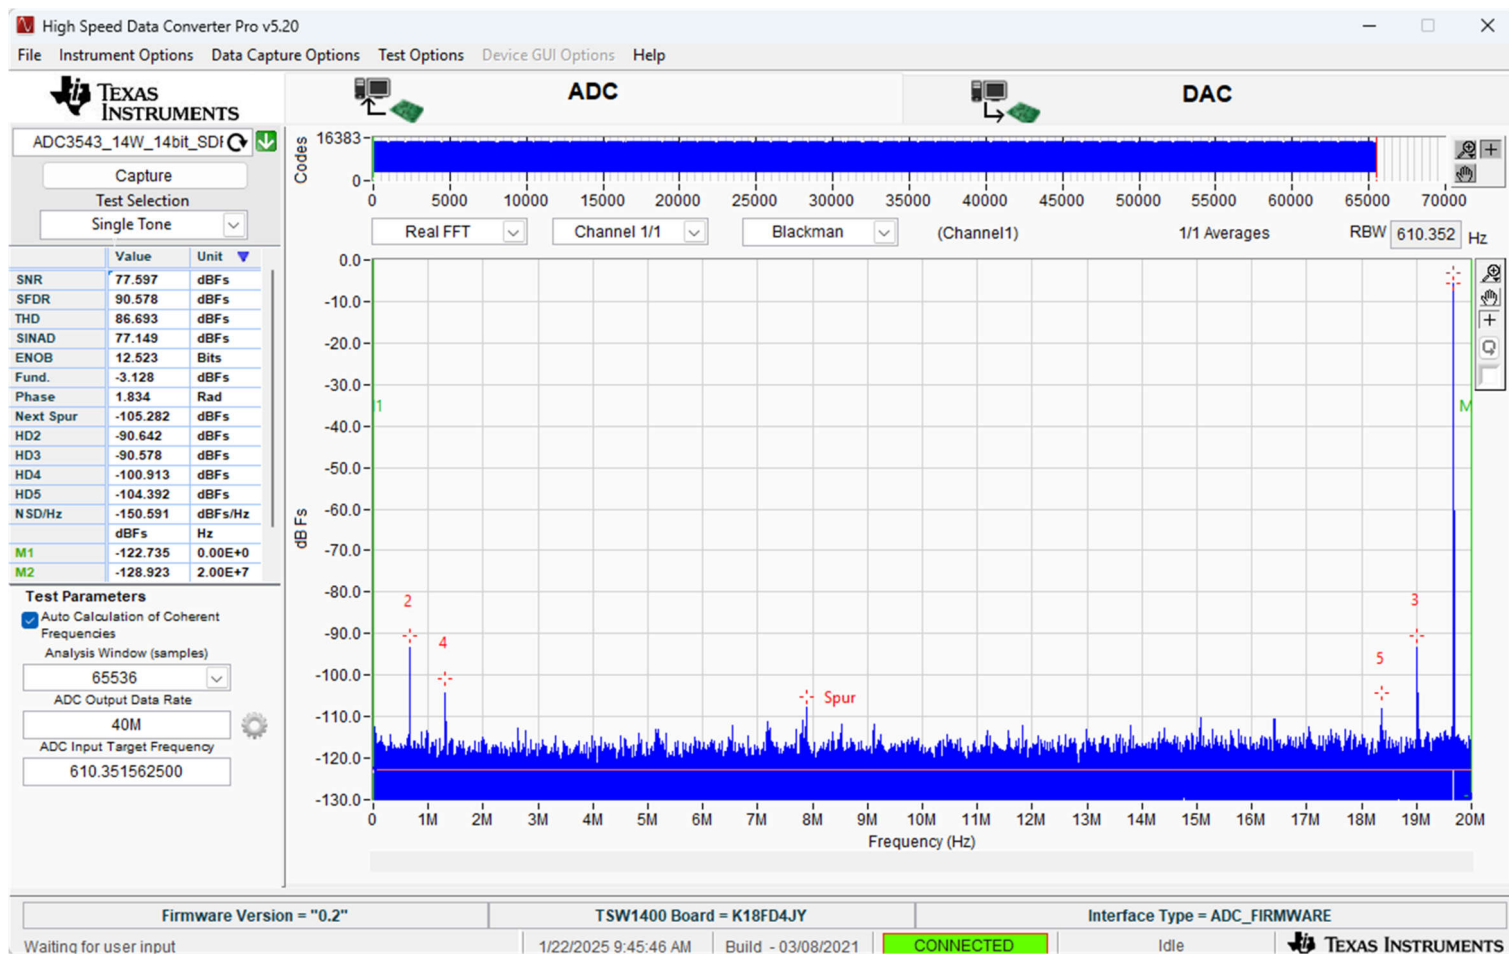 High Speed Data Converter Pro v5.20
File Instrument Options Data Capture Options Test Options Device GUI Options Help
TEXAS INSTRUMENTS
ADC
DAC
ADC3543_14W_14bit_SDR
Capture
Test Selection
Single Tone
Value Unit
SNR 77.597 dBFs
SFDR 90.578 dBFs
THD 86.693 dBFs
SINAD 77.149 dBFs
ENOB 12.523 Bits
Fund. -3.128 dBFs
Phase 1.834 Rad
Next Spur -105.282 dBFs
HD2 -90.642 dBFs
HD3 -90.578 dBFs
HD4 -100.913 dBFs
HD5 -104.392 dBFs
NSD/Hz -150.591 dBFs/Hz
dBFs Hz
M1 -122.735 0.00E+0
M2 -128.923 2.00E+7
Test Parameters
Auto Calculation of Coherent
Frequencies
Analysis Window (samples)
65536
ADC Output Data Rate
40M
ADC Input Target Frequency
610.351562500
Codes
16383
0
0 5000 10000 15000 20000 25000 30000 35000 40000 45000 50000 55000 60000 65000 70000
Real FFT Channel 1/1 Blackman (Channel1) 1/1 Averages RBW 610.352 Hz
dB Fs
0.0
-10.0
-20.0
-30.0
-40.0
-50.0
-60.0
-70.0
-80.0
-90.0
-100.0
-110.0
-120.0
-130.0
1
M
2
4
Spur
5
3
0 1M 2M 3M 4M 5M 6M 7M 8M 9M 10M 11M 12M 13M 14M 15M 16M 17M 18M 19M 20M
Frequency (Hz)
Firmware Version = "0.2" TSW1400 Board = K18FD4JY Interface Type = ADC_FIRMWARE
Waiting for user input 1/22/2025 9:45:46 AM Build - 03/08/2021 CONNECTED Idle TEXAS INSTRUMENTS